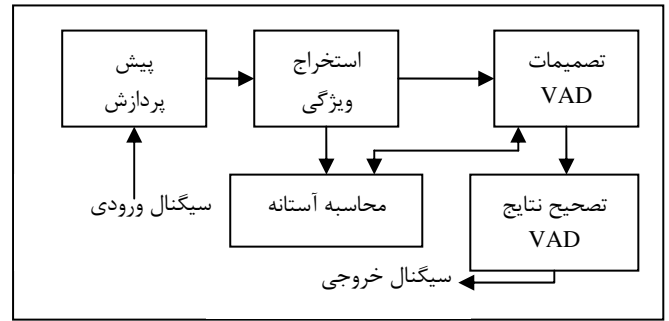 پیش
پردازش
استخراج
ویژگی
تصمیمات
VAD
سیگنال ورودی
محاسبه آستانه
تصحیح نتایج
VAD
سیگنال خروجی